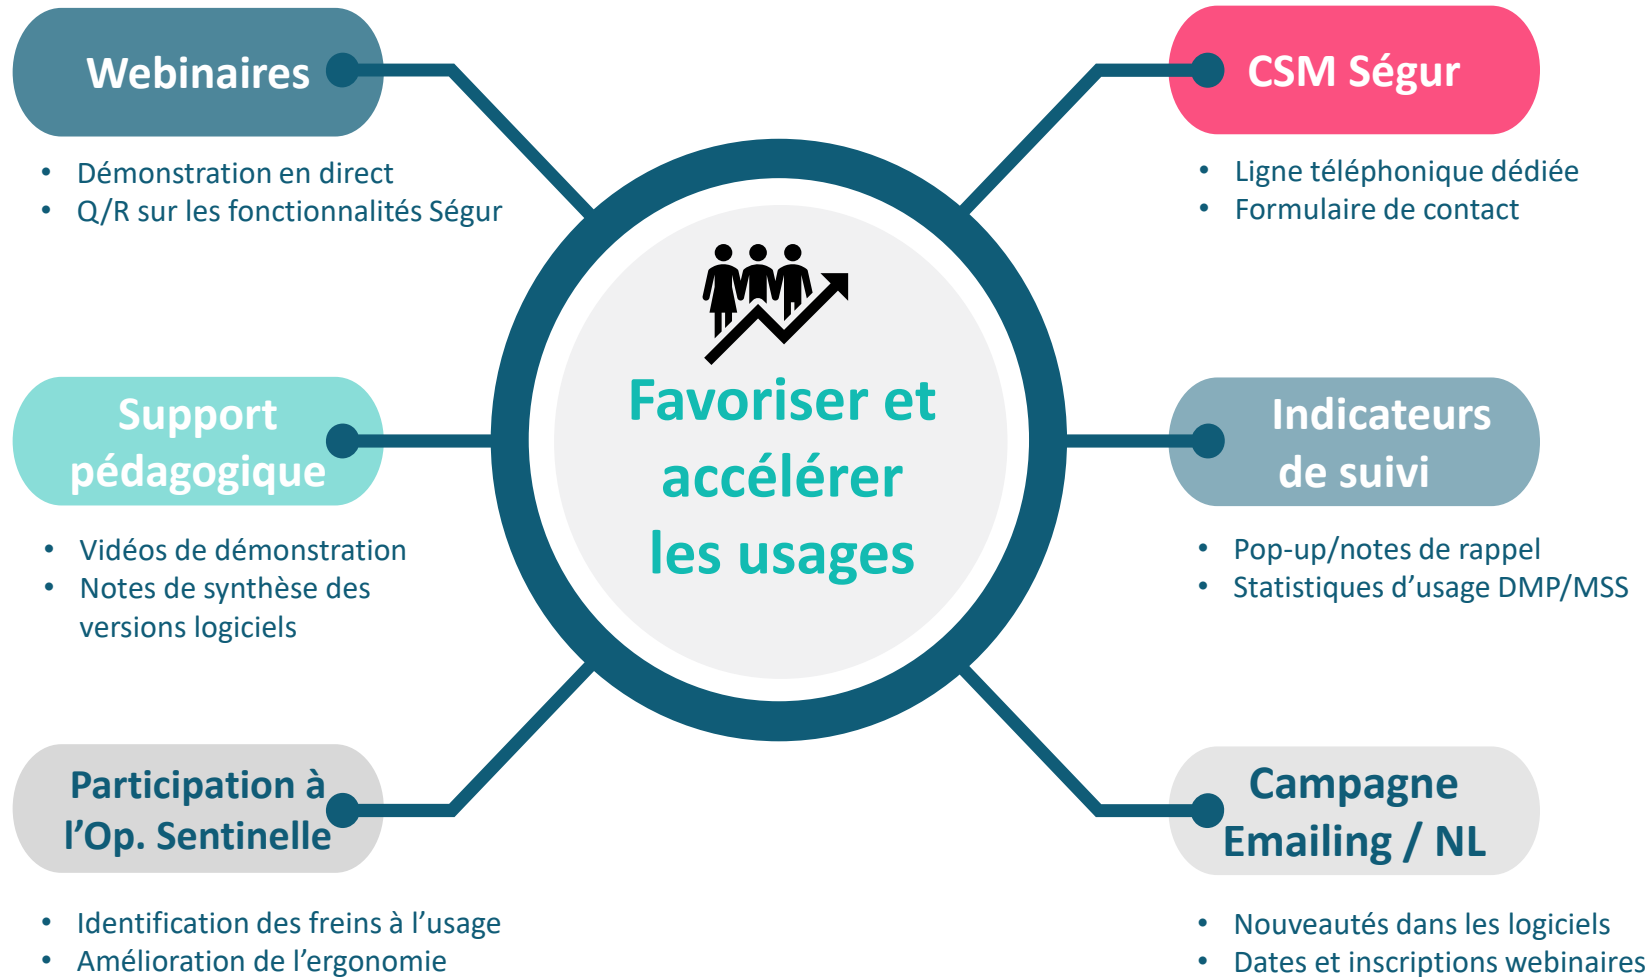 Webinaires
• Démonstration en direct
• Q/R sur les fonctionnalités Ségur
Support
pédagogique
• Vidéos de démonstration
• Notes de synthèse des
versions logiciels
Participation à
l’Op. Sentinelle
• Identification des freins à l’usage
• Amélioration de l’ergonomie
Favoriser et
accélérer
les usages
CSM Ségur
• Ligne téléphonique dédiée
• Formulaire de contact
Indicateurs
de suivi
• Pop-up/notes de rappel
• Statistiques d’usage DMP/MSS
Campagne
Emailing / NL
• Nouveautés dans les logiciels
• Dates et inscriptions webinaires